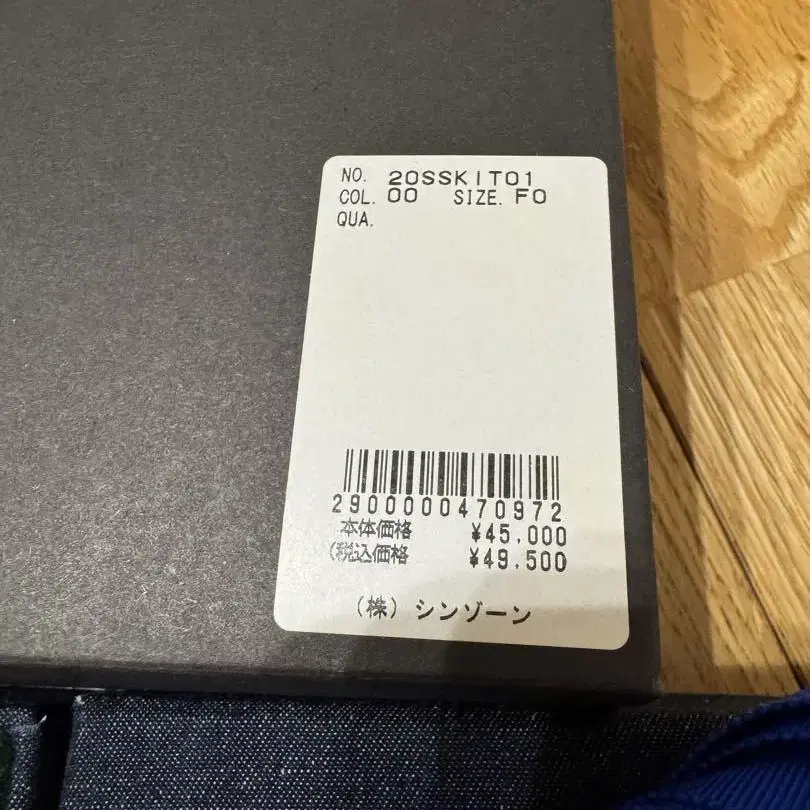 NO. 20SSKIT01
COL. 00 SIZE. F0
QUA.
2900000470972
本体価格 ¥45,000
(税込価格 ¥49,500
(株) シンゾーン